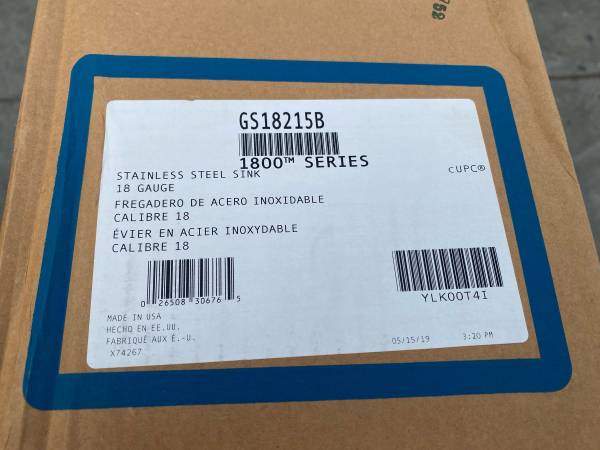 752
GS18215B
1800™ SERIES
STAINLESS STEEL SINK
18 GAUGE
cUPC®
FREGADERO DE ACERO INOXIDABLE
CALIBRE 18
ÉVIER EN ACIER INOXYDABLE
CALIBRE 18
0 26508 30676 5
YLK00T4I
MADE IN USA
HECHO EN EE.UU.
FABRIQUÉ AUX É.-U.
X74267
05/15/19 3:20 PM